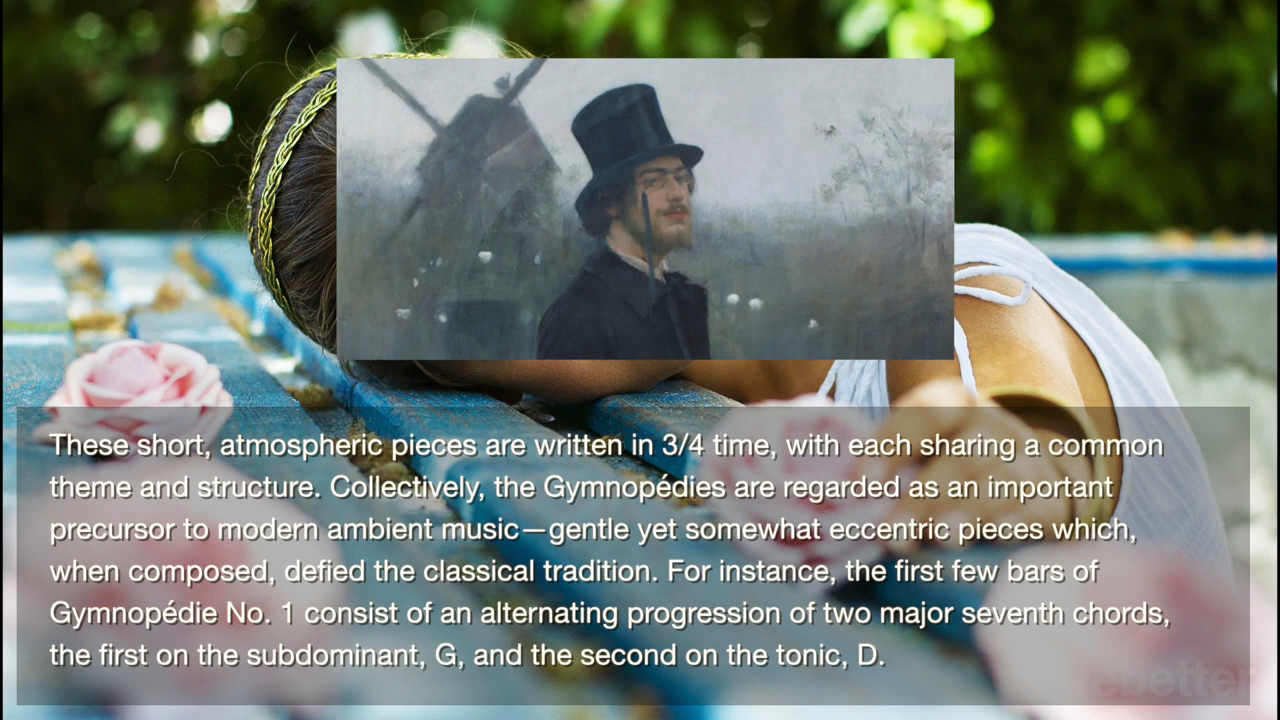 These short, atmospheric pieces are written in 3/4 time, with each sharing a common
theme and structure. Collectively, the Gymnopédies are regarded as an important
precursor to modern ambient music—gentle yet somewhat eccentric pieces which,
when composed, defied the classical tradition. For instance, the first few bars of
Gymnopédie No. 1 consist of an alternating progression of two major seventh chords,
the first on the subdominant, G, and the second on the tonic, D.
ebetter